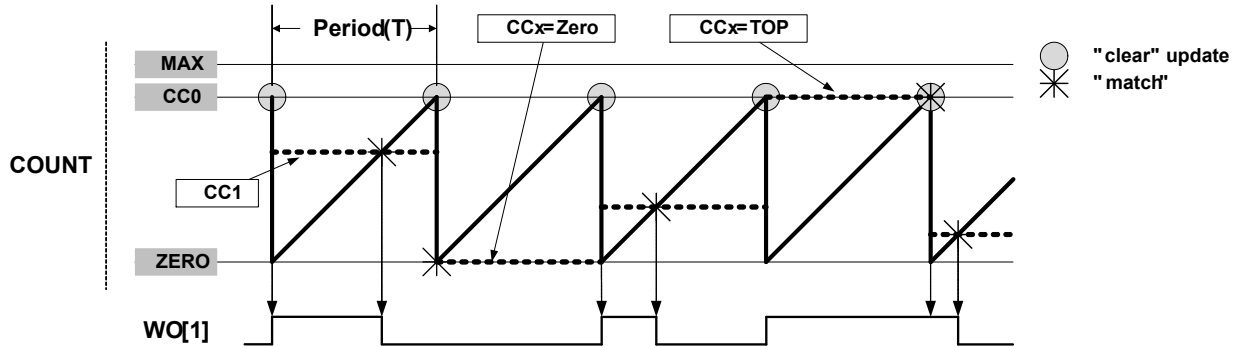 Period(T)
CCx=Zero
CCx=TOP
MAX
CC0
"clear" update
"match"
COUNT
CC1
ZERO
WO[1]